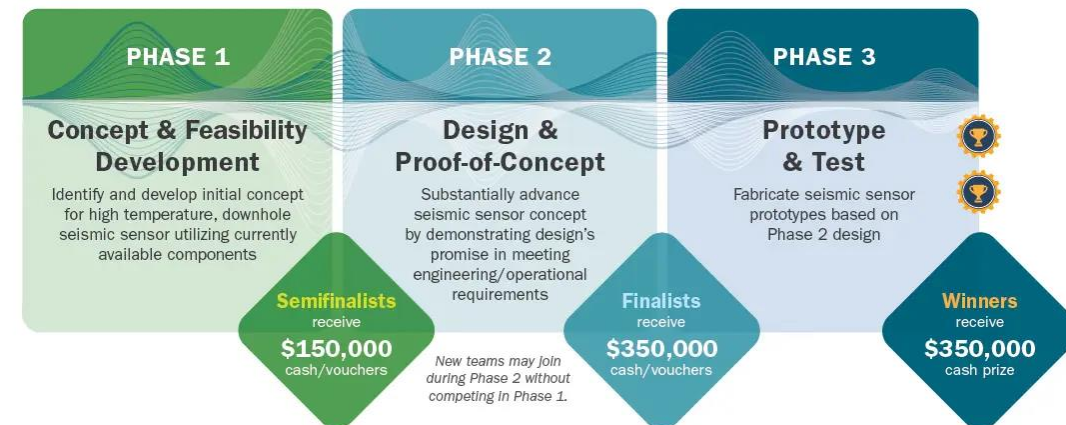 PHASE 1
Concept & Feasibility
Development
Identify and develop initial concept
for high temperature, downhole
seismic sensor utilizing currently
available components
Semifinalists
receive
$150,000
cash/vouchers
PHASE 2
Design &
Proof-of-Concept
Substantially advance
seismic sensor concept
by demonstrating design's
promise in meeting
engineering/operational
requirements
New teams may join
during Phase 2 without
competing in Phase 1.
Finalists
receive
$350,000
cash/vouchers
PHASE 3
Prototype
& Test
Fabricate seismic sensor
prototypes based on
Phase 2 design
Winners
receive
$350,000
cash prize